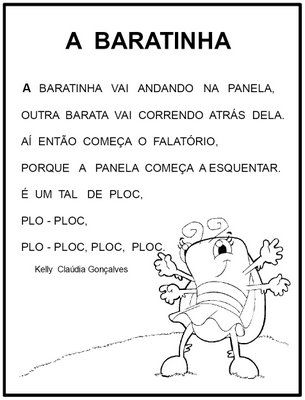 A BARATINHA
A BARATINHA VAI ANDANDO NA PANELA,
OUTRA BARATA VAI CORRENDO ATRÁS DELA.
AÍ ENTÃO COMEÇA O FALATÓRIO,
PORQUE A PANELA COMEÇA A ESQUENTAR.
É UM TAL DE PLOC,
PLO - PLOC,
PLO - PLOC, PLOC, PLOC.
Kelly Claúdia Gonçalves